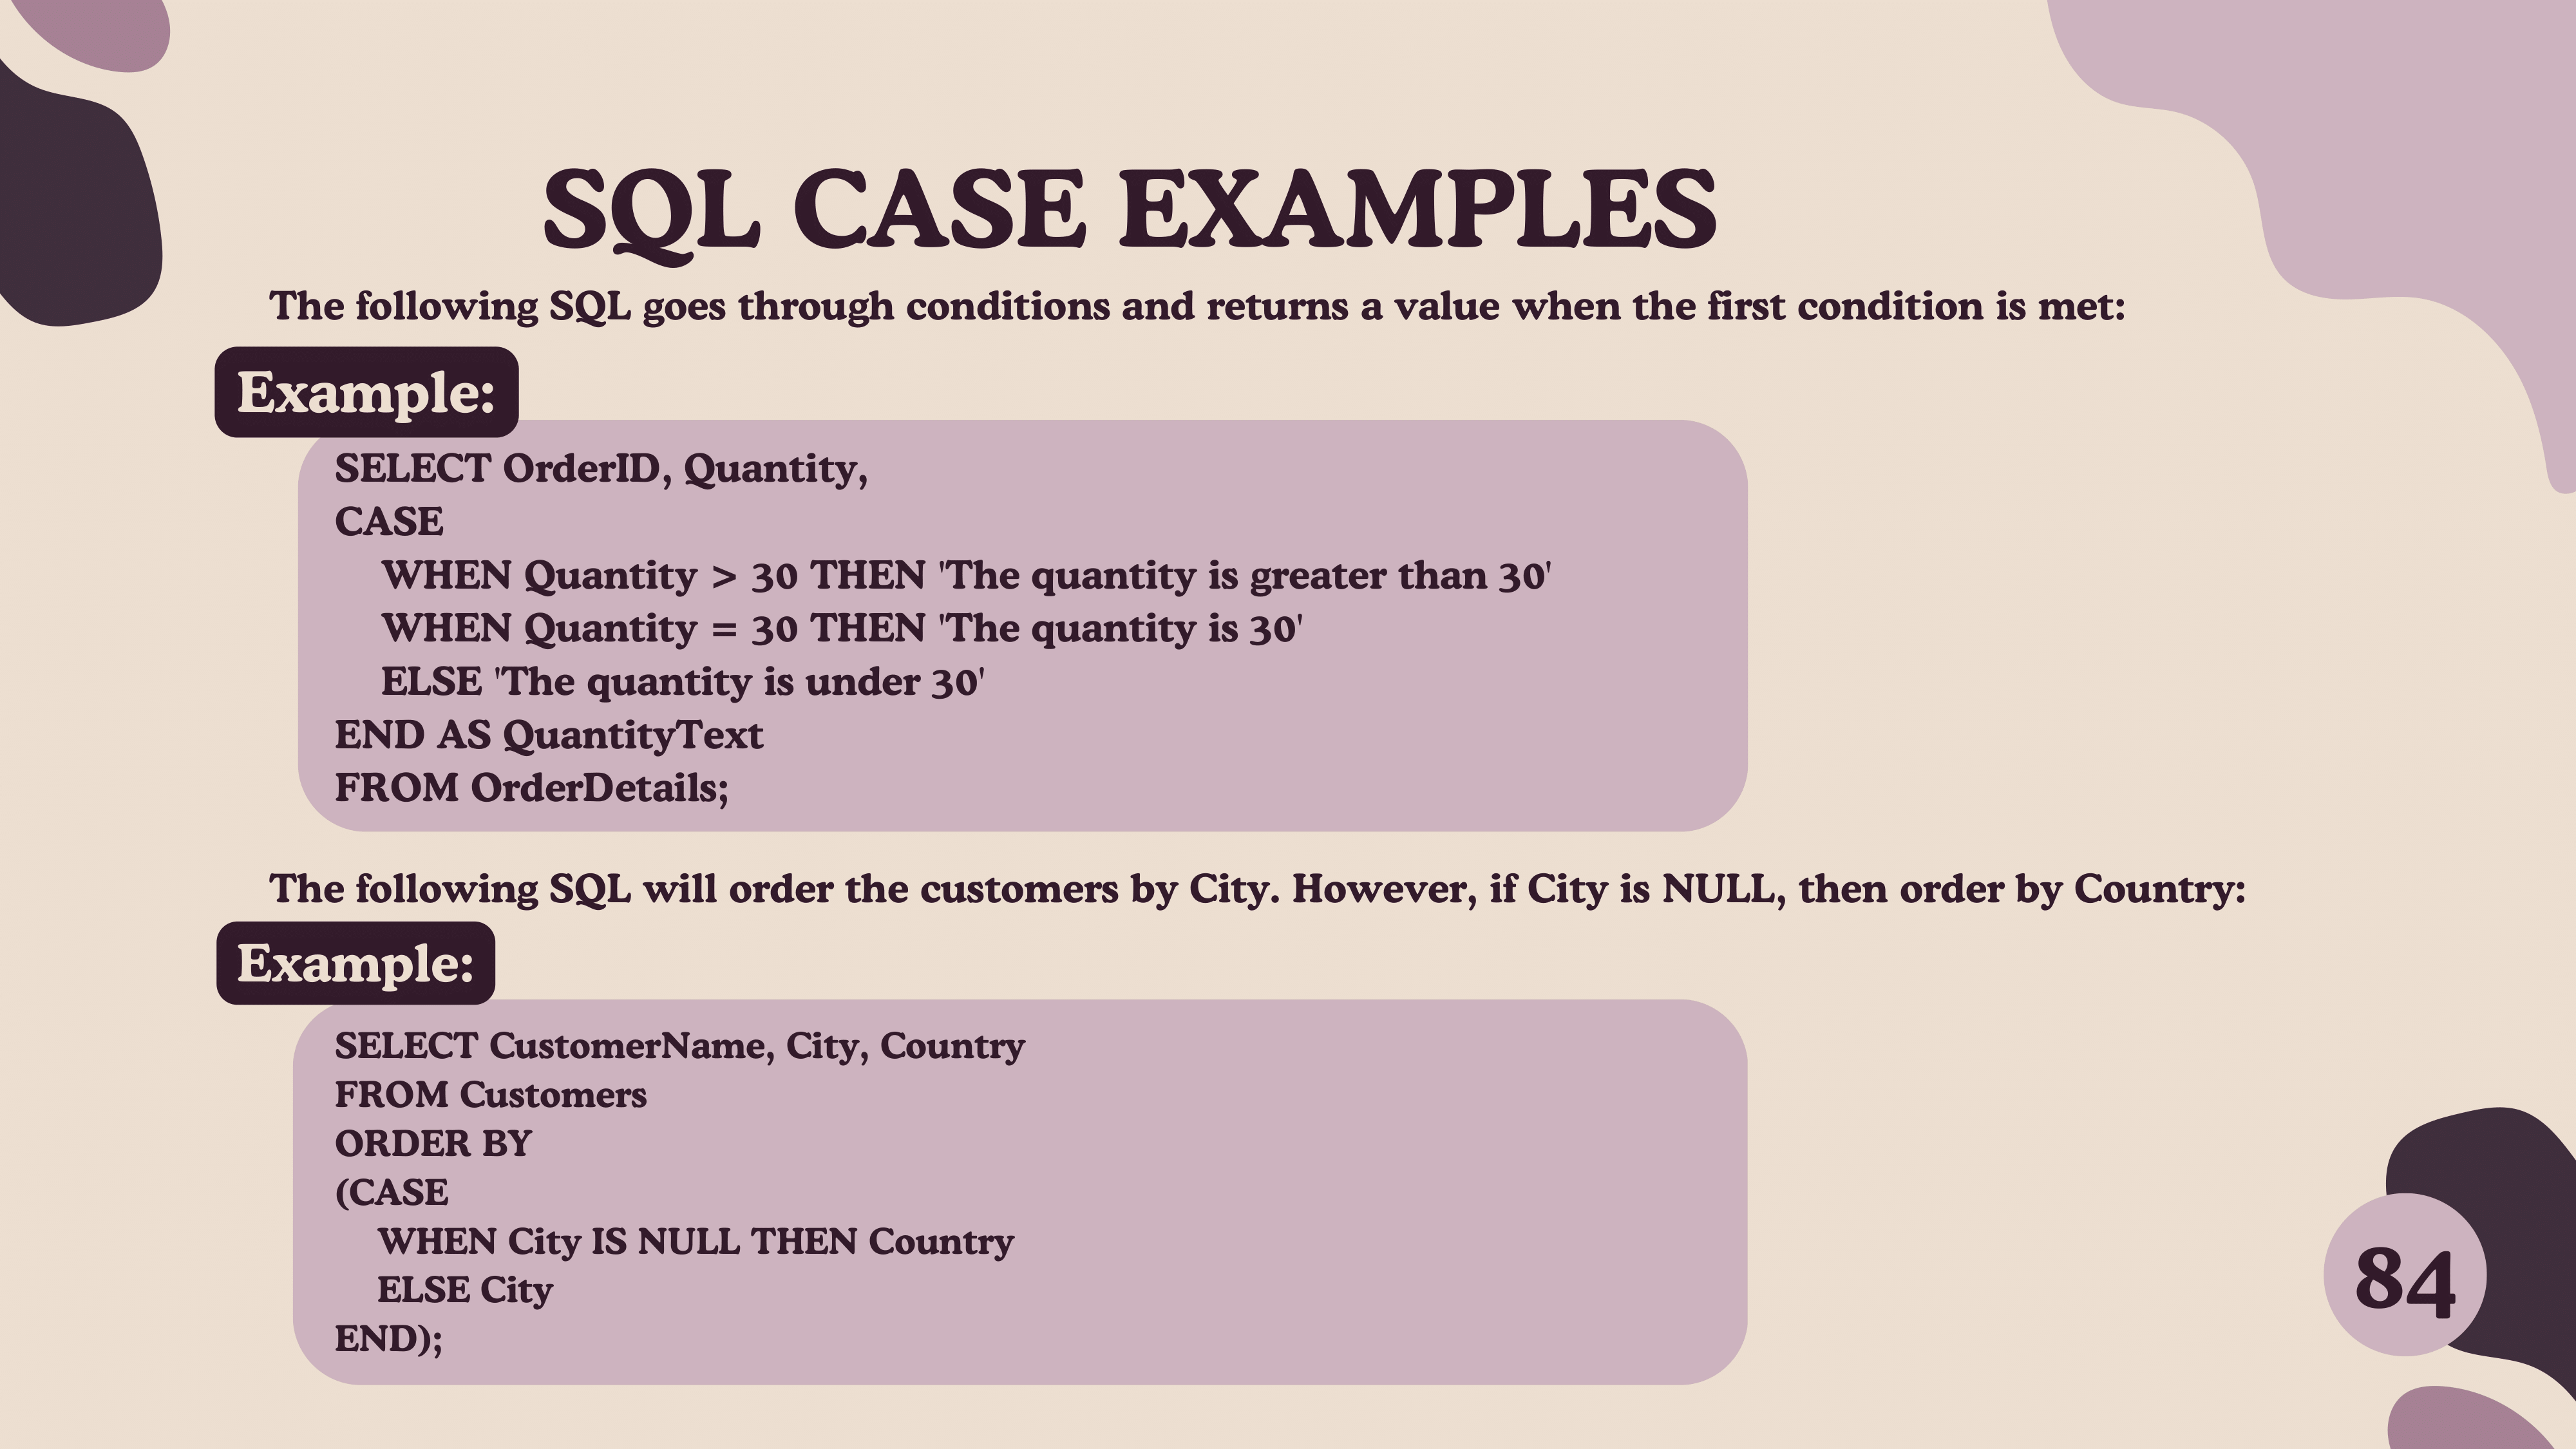 SQL CASE EXAMPLES
The following SQL goes through conditions and returns a value when the first condition is met:
Example:
SELECT OrderID, Quantity,
CASE
WHEN Quantity > 30 THEN 'The quantity is greater than 30'
WHEN Quantity = 30 THEN 'The quantity is 30'
ELSE 'The quantity is under 30'
END AS QuantityText
FROM OrderDetails;
The following SQL will order the customers by City. However, if City is NULL, then order by Country:
Example:
SELECT CustomerName, City, Country
FROM Customers
ORDER BY
(CASE
WHEN City IS NULL THEN Country
ELSE City
END);
84